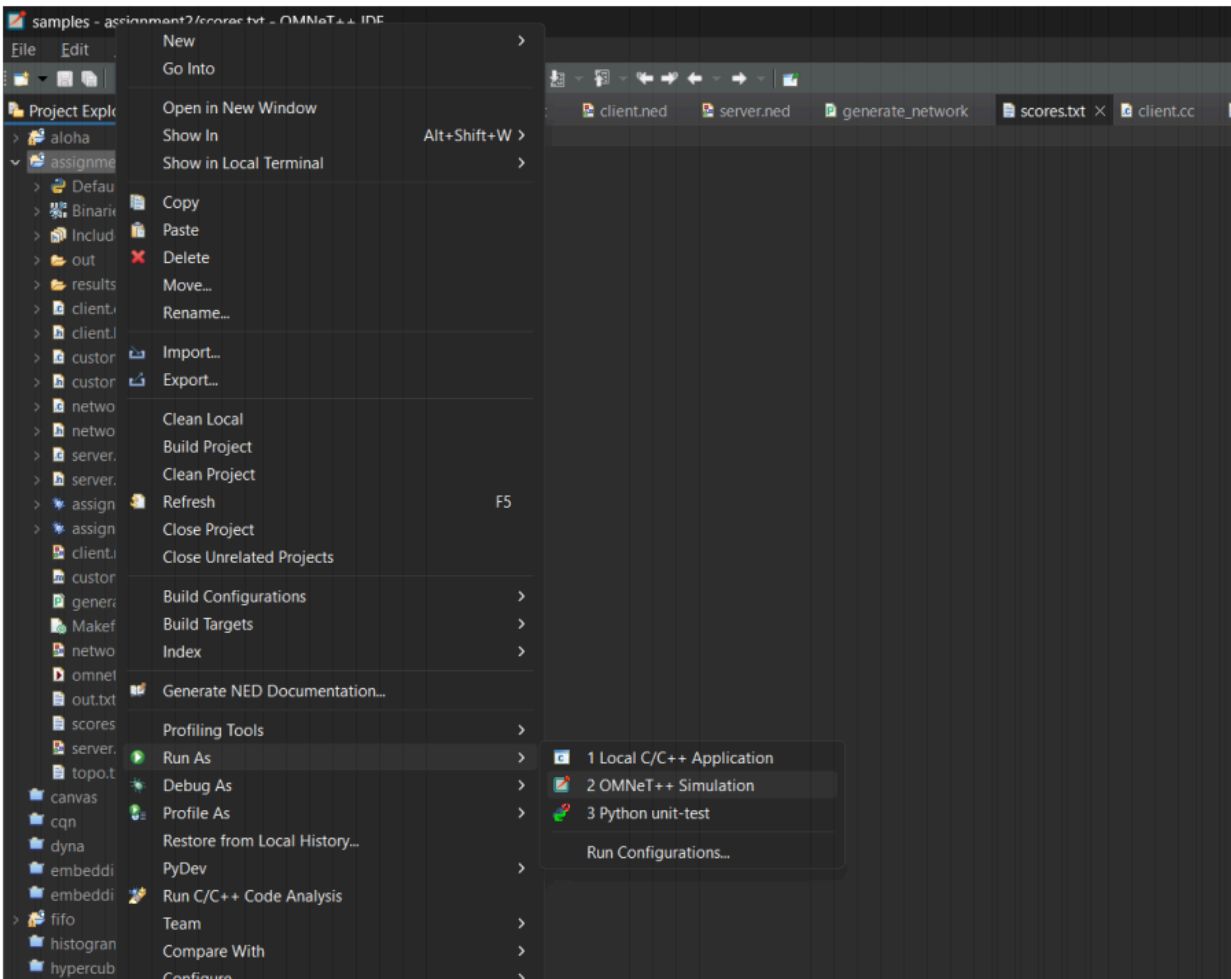 samples - assignment2/scores.txt - OMNeT++ IDE
File Edit
Project Explo
client.ned
server.ned
generate_network
scores.txt
client.cc
aloha
assignme
Defau
Binarie
Includ
out
results
client.
client.l
custor
custor
netwo
netwo
server.
server.
assign
assign
client.
custor
genera
Makef
netwo
omnet
out.txt
scores
server.
topo.t
canvas
cqn
dyna
embeddi
embeddi
fifo
histogran
hypercub
New
Go Into
Open in New Window
Show In Alt+Shift+W
Show in Local Terminal
Copy
Paste
Delete
Move...
Rename...
Import...
Export...
Clean Local
Build Project
Clean Project
Refresh F5
Close Project
Close Unrelated Projects
Build Configurations
Build Targets
Index
Generate NED Documentation...
Profiling Tools
Run As
Debug As
Profile As
Restore from Local History...
PyDev
Run C/C++ Code Analysis
Team
Compare With
Configure
1 Local C/C++ Application
2 OMNeT++ Simulation
3 Python unit-test
Run Configurations...